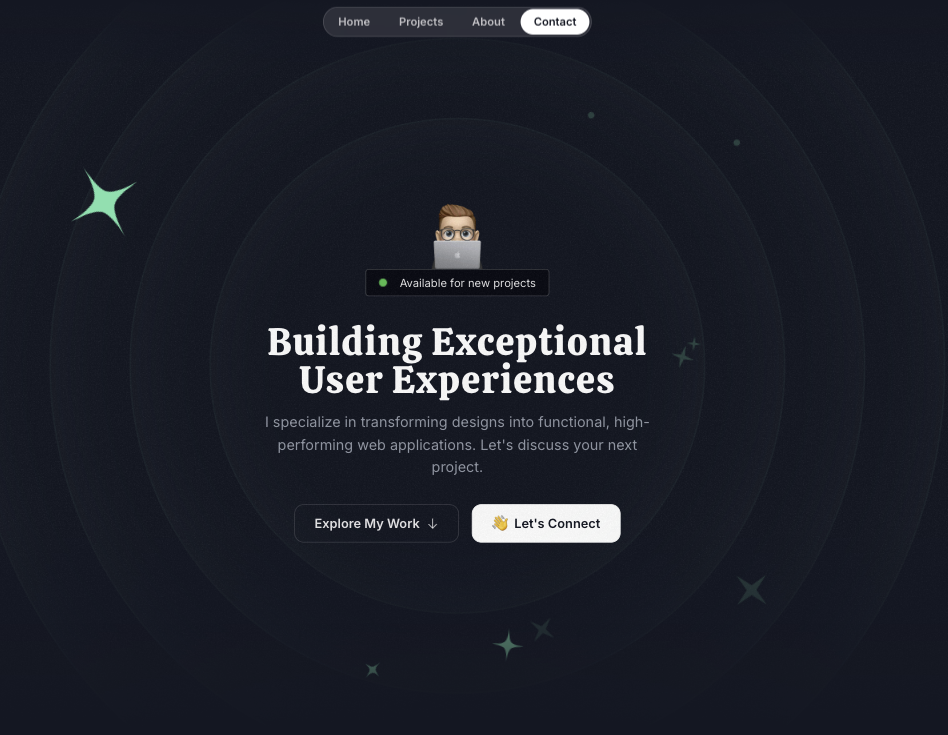 Home Projects About Contact
Available for new projects
Building Exceptional
User Experiences
I specialize in transforming designs into functional, high-
performing web applications. Let's discuss your next
project.
Explore My Work ↓ 👋 Let's Connect